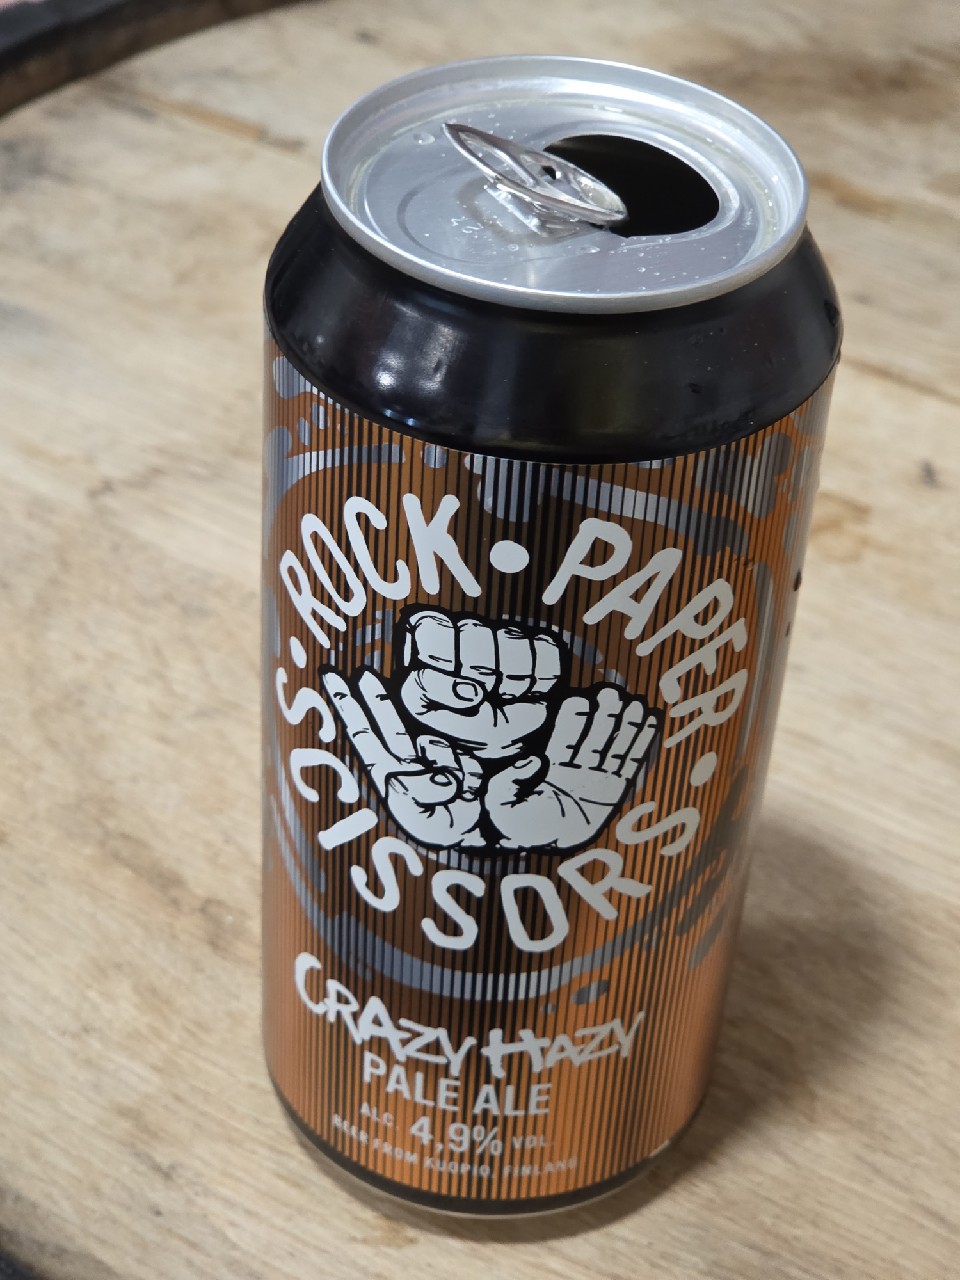 ROCK • PAPER • SCISSORS •
CRAZY HAZY
PALE ALE
ALC. 4,9% VOL.
BEER FROM KUOPIO, FINLAND